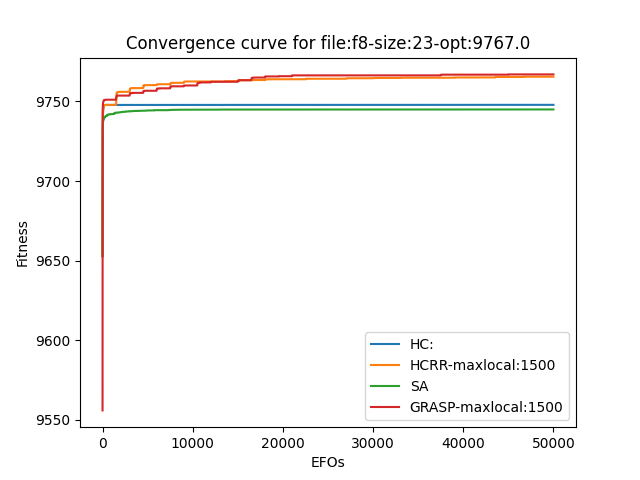 Convergence curve for file:f8-size:23-opt:9767.0
Fitness
9750
9700
9650
9600
9550
HC:
HCRR-maxlocal:1500
SA
GRASP-maxlocal:1500
0
10000
20000
30000
40000
50000
EFOs